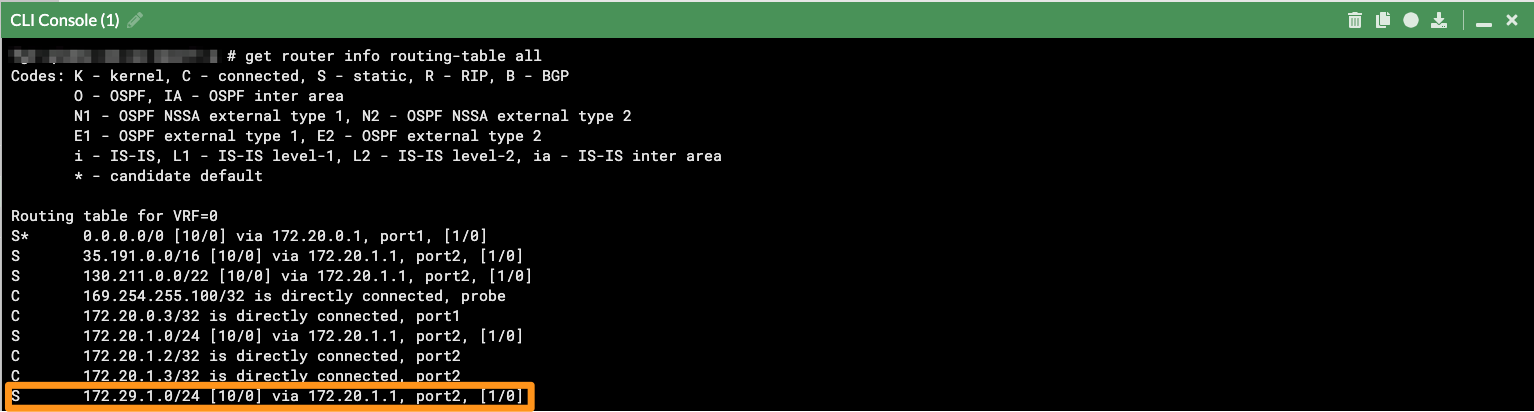 CLI Console (1)
# get router info routing-table all
Codes: K - kernel, C - connected, S - static, R - RIP, B - BGP
       O - OSPF, IA - OSPF inter area
       N1 - OSPF NSSA external type 1, N2 - OSPF NSSA external type 2
       E1 - OSPF external type 1, E2 - OSPF external type 2
       i - IS-IS, L1 - IS-IS level-1, L2 - IS-IS level-2, ia - IS-IS inter area
       * - candidate default
Routing table for VRF=0
S*      0.0.0.0/0 [10/0] via 172.20.0.1, port1, [1/0]
S       35.191.0.0/16 [10/0] via 172.20.1.1, port2, [1/0]
S       130.211.0.0/22 [10/0] via 172.20.1.1, port2, [1/0]
C       169.254.255.100/32 is directly connected, probe
C       172.20.0.3/32 is directly connected, port1
S       172.20.1.0/24 [10/0] via 172.20.1.1, port2, [1/0]
C       172.20.1.2/32 is directly connected, port2
C       172.20.1.3/32 is directly connected, port2
S       172.29.1.0/24 [10/0] via 172.20.1.1, port2, [1/0]